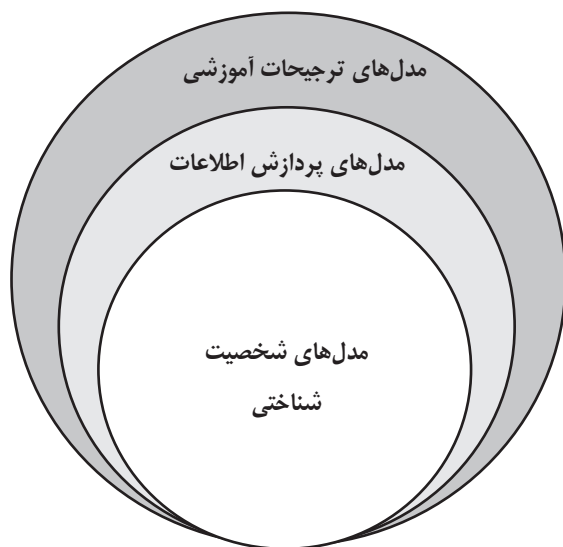 مدل‌های ترجیحات آموزشی
مدل‌های پردازش اطلاعات
مدل‌های شخصیت
شناختی